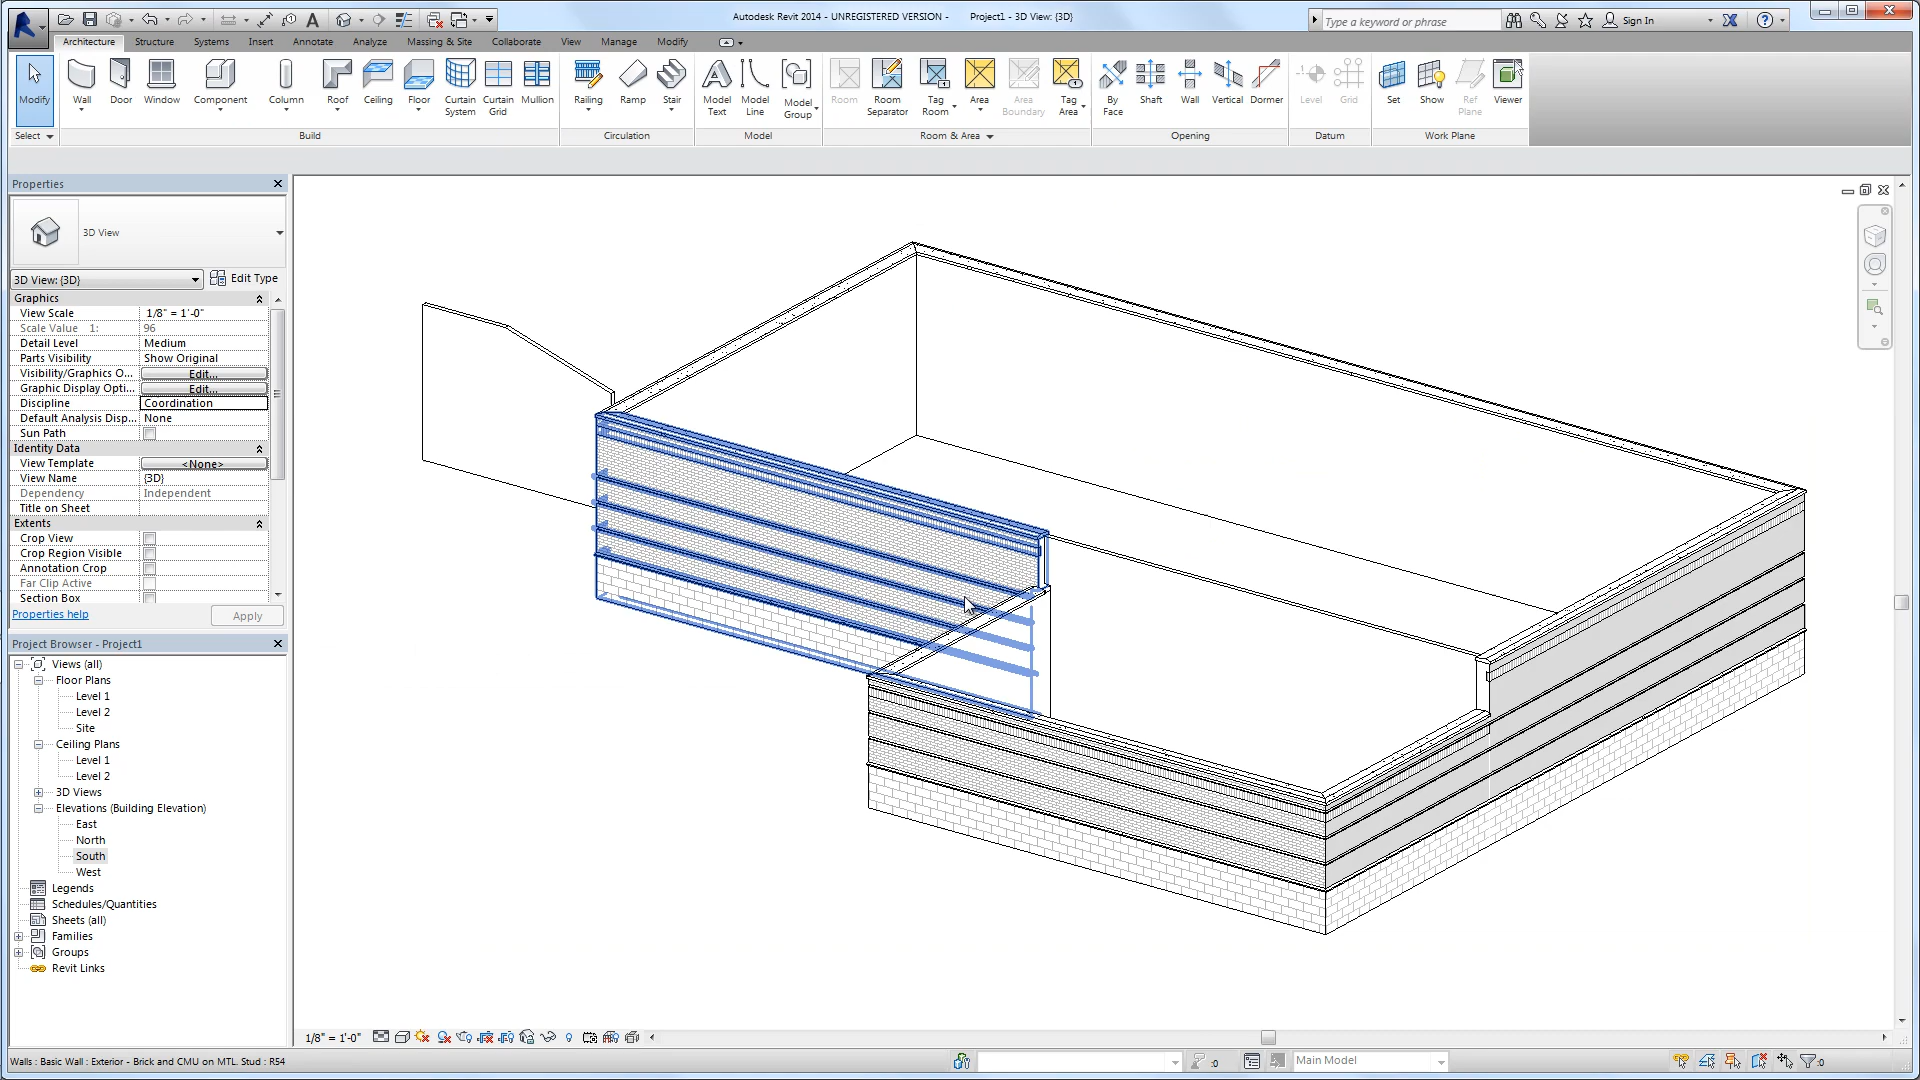 Autodesk Revit 2014 - UNREGISTERED VERSION - Project1 - 3D View: {3D}
Type a keyword or phrase
Sign In
Architecture Structure Systems Insert Annotate Analyze Massing & Site Collaborate View Manage Modify
Modify Wall Door Window Component Column Roof Ceiling Floor Curtain System Curtain Grid Mullion Railing Ramp Stair Model Text Model Line Model Group Room Room Separator Tag Room Area Area Boundary Tag Area By Face Shaft Wall Vertical Dormer Level Grid Set Show Ref Plane Viewer
Select Build Circulation Model Room & Area Opening Datum Work Plane
Properties
3D View
3D View: {3D} Edit Type
Graphics
View Scale 1/8" = 1'-0"
Scale Value 1: 96
Detail Level Medium
Parts Visibility Show Original
Visibility/Graphics O... Edit...
Graphic Display Opti... Edit...
Discipline Coordination
Default Analysis Disp... None
Sun Path
Identity Data
View Template <None>
View Name {3D}
Dependency Independent
Title on Sheet
Extents
Crop View
Crop Region Visible
Annotation Crop
Far Clip Active
Section Box
Properties help Apply
Project Browser - Project1
Views (all)
Floor Plans
Level 1
Level 2
Site
Ceiling Plans
Level 1
Level 2
3D Views
Elevations (Building Elevation)
East
North
South
West
Legends
Schedules/Quantities
Sheets (all)
Families
Groups
Revit Links
1/8" = 1'-0"
Walls : Basic Wall : Exterior - Brick and CMU on MTL. Stud : R54
:0
Main Model
:0